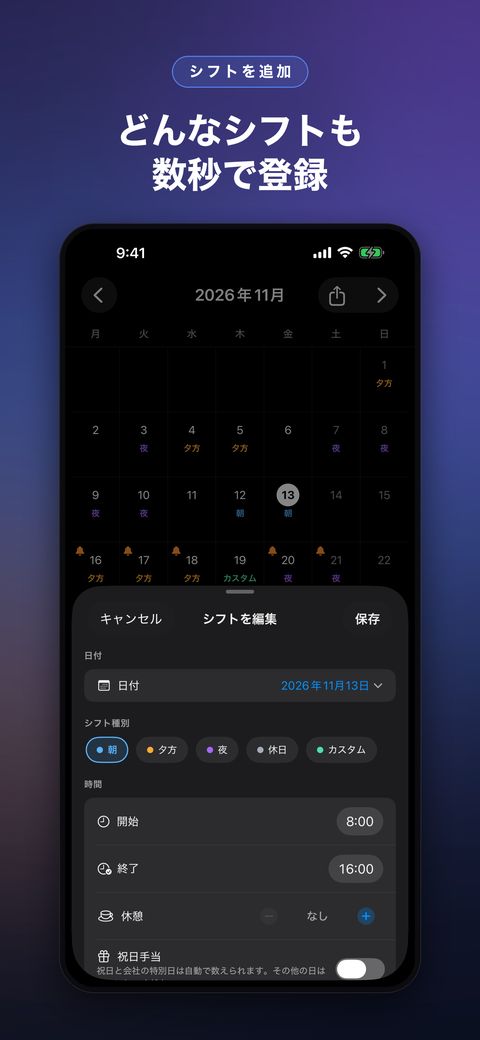 シフトを追加
どんなシフトも
数秒で登録
9:41
2026年11月
月 火 水 木 金 土 日
1
夕方
2 3 4 5 6 7 8
夜 夕方 夕方 夜 夜
9 10 11 12 13 14 15
夜 夜 朝 朝
16 17 18 19 20 21 22
夕方 夕方 夕方 カスタム 夜 夜
キャンセル シフトを編集 保存
日付
日付 2026年11月13日
シフト種別
朝 夕方 夜 休日 カスタム
時間
開始 8:00
終了 16:00
休憩 − なし +
祝日手当
祝日と会社の特別日は自動で数えられます。その他の日は